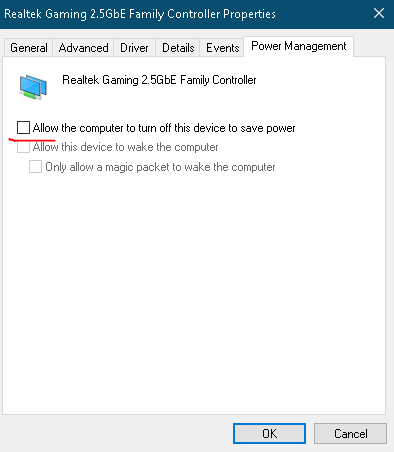 Realtek Gaming 2.5GbE Family Controller Properties
General Advanced Driver Details Events Power Management
Realtek Gaming 2.5GbE Family Controller
Allow the computer to turn off this device to save power
Allow this device to wake the computer
Only allow a magic packet to wake the computer
OK Cancel